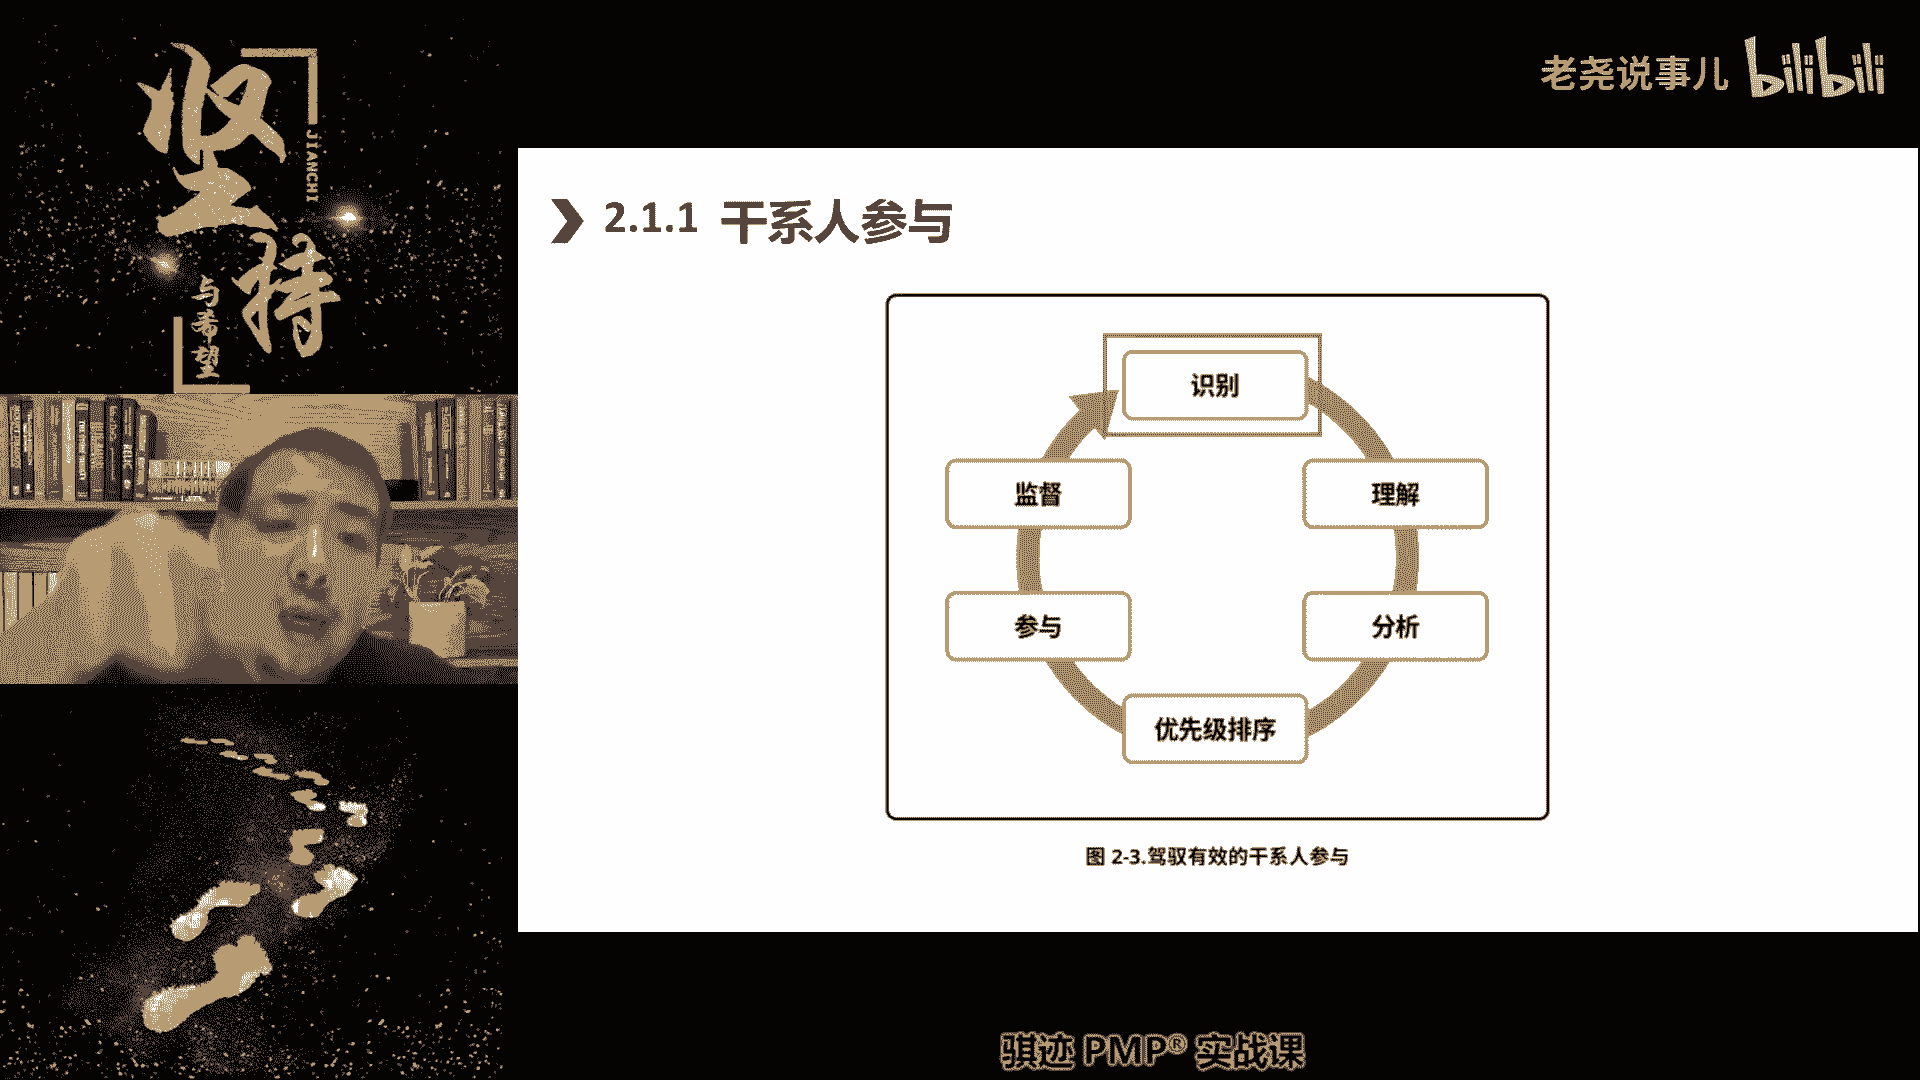 坚持
JIANCHI
与希望
老尧说事儿 bilibili
2.1.1 干系人参与
识别
监督
理解
参与
分析
优先级排序
图 2-3.驾驭有效的干系人参与
骐迹 PMP® 实战课